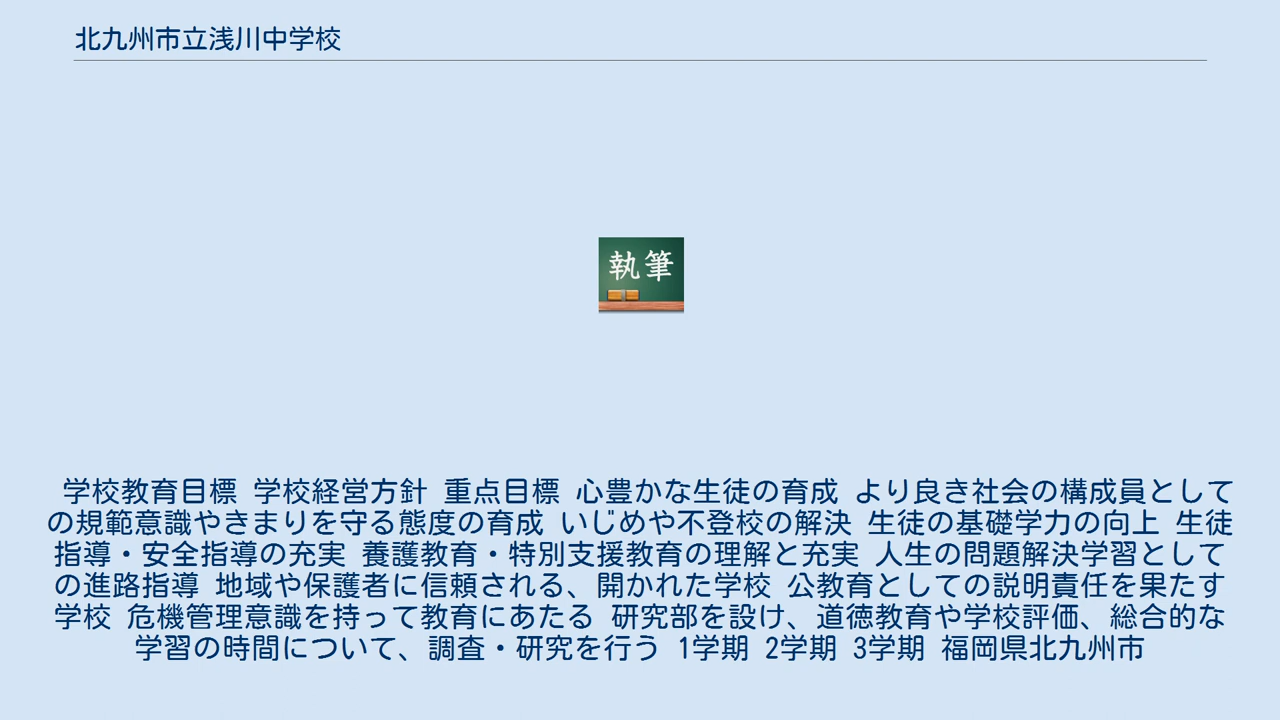 北九州市立浅川中学校
執筆
学校教育目標 学校経営方針 重点目標 心豊かな生徒の育成 より良き社会の構成員として
の規範意識やきまりを守る態度の育成 いじめや不登校の解決 生徒の基礎学力の向上 生徒
指導・安全指導の充実 養護教育・特別支援教育の理解と充実 人生の問題解決学習として
の進路指導 地域や保護者に信頼される、開かれた学校 公教育としての説明責任を果たす
学校 危機管理意識を持って教育にあたる 研究部を設け、道徳教育や学校評価、総合的な
学習の時間について、調査・研究を行う 1学期 2学期 3学期 福岡県北九州市